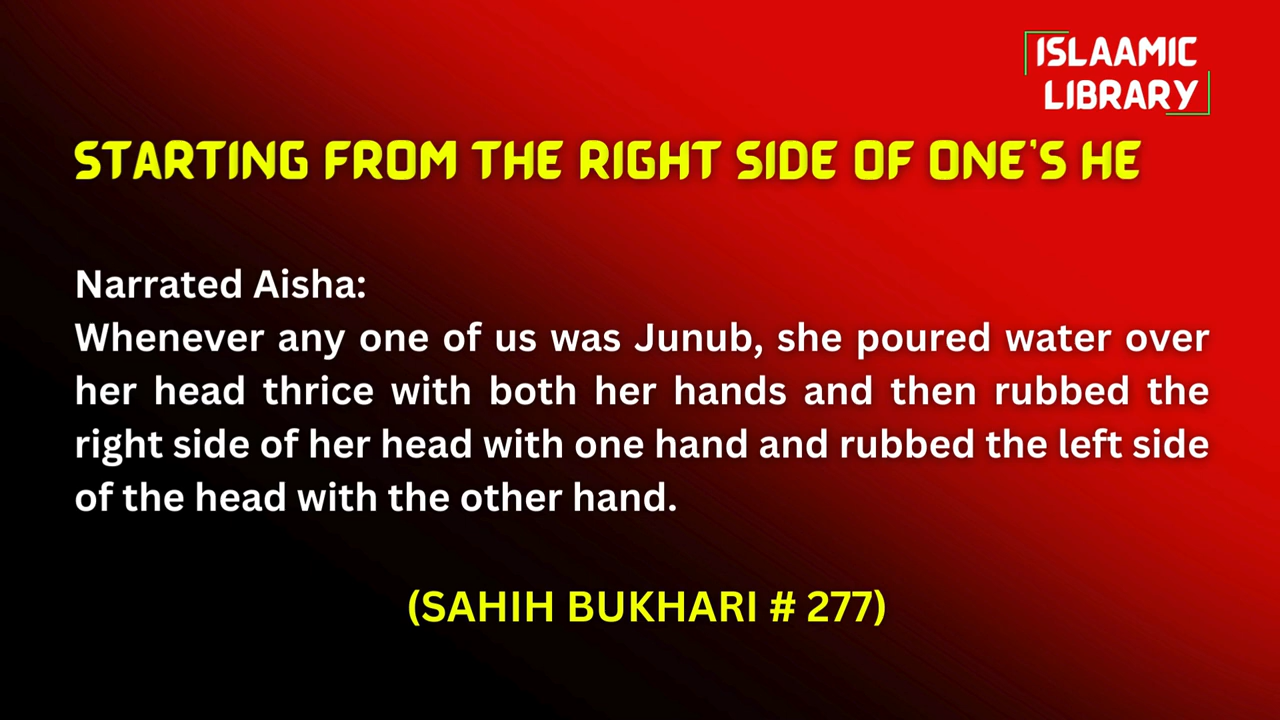 ISLAAMIC
LIBRARY
STARTING FROM THE RIGHT SIDE OF ONE'S HE
Narrated Aisha:
Whenever any one of us was Junub, she poured water over
her head thrice with both her hands and then rubbed the
right side of her head with one hand and rubbed the left side
of the head with the other hand.
(SAHIH BUKHARI # 277)